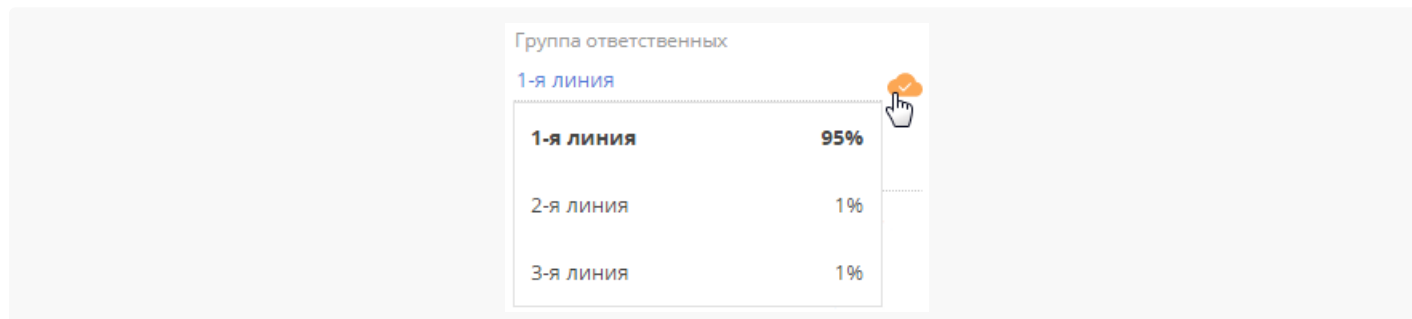 Группа ответственных
1-я линия
1-я линия 95%
2-я линия 1%
3-я линия 1%